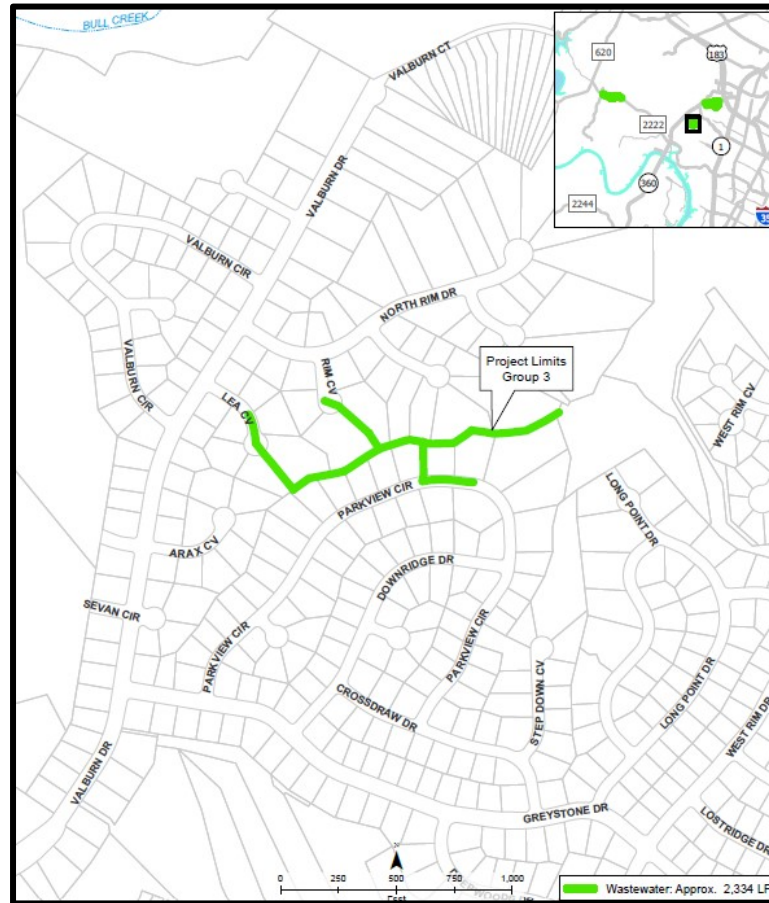 BULL CREEK
VALBURN CT
620
183
2222
1
360
2244
35
VALBURN DR
VALBURN CIR
NORTH RIM DR
Project Limits
Group 3
RIM CV
VALBURN CIR
LEA CV
WEST RIM CV
LONG POINT DR
PARKVIEW CIR
ARAX CV
DOWNRIDGE DR
SEVAN CIR
PARKVIEW CIR
PARKVIEW CIR
STEP DOWN CV
LONG POINT DR
WEST RIM DR
CROSSDRAW DR
VALBURN DR
GREYSTONE DR
LOSTRIDGE DR
N
0 250 500 750 1,000
Feet
Wastewater: Approx. 2,334 LF